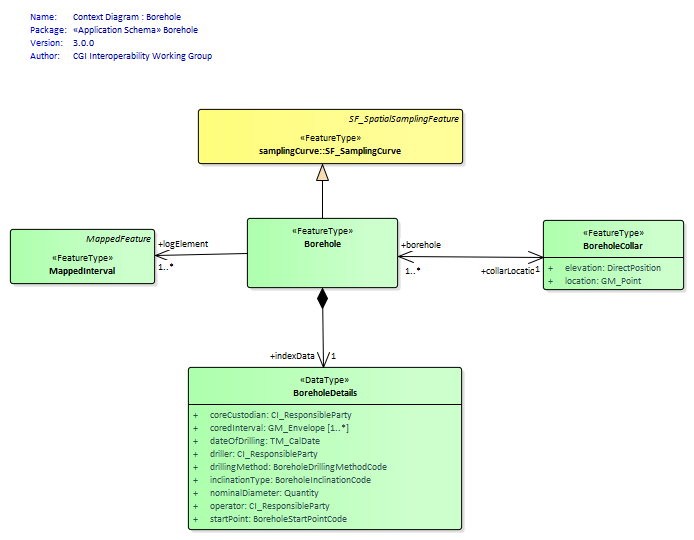 Name: Context Diagram : Borehole
Package: «Application Schema» Borehole
Version: 3.0.0
Author: CGI Interoperability Working Group
SF_SpatialSamplingFeature
«FeatureType»
samplingCurve::SF_SamplingCurve
MappedFeature
«FeatureType»
MappedInterval
+logElement
1..*
«FeatureType»
Borehole
+borehole
1..*
+collarLocatic 1
«FeatureType»
BoreholeCollar
+ elevation: DirectPosition
+ location: GM_Point
+indexData 1
«DataType»
BoreholeDetails
+ coreCustodian: CI_ResponsibleParty
+ coredInterval: GM_Envelope [1..*]
+ dateOfDrilling: TM_CalDate
+ driller: CI_ResponsibleParty
+ drillingMethod: BoreholeDrillingMethodCode
+ inclinationType: BoreholeInclinationCode
+ nominalDiameter: Quantity
+ operator: CI_ResponsibleParty
+ startPoint: BoreholeStartPointCode